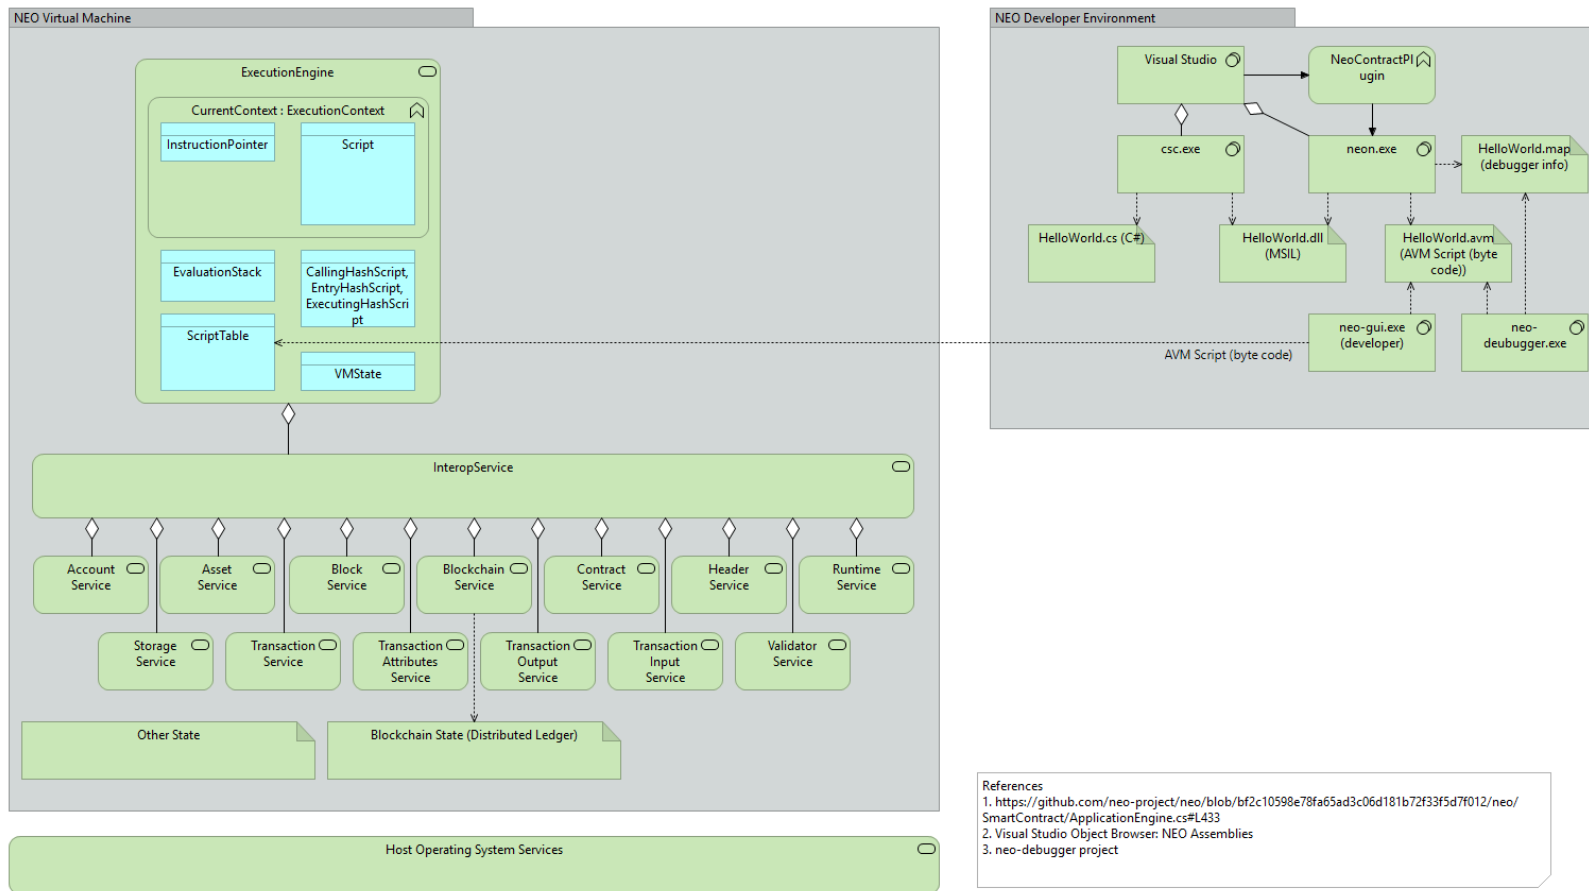 NEO Virtual Machine
ExecutionEngine
CurrentContext : ExecutionContext
InstructionPointer
Script
EvaluationStack
CallingHashScript,
EntryHashScript,
ExecutingHashScri
pt
ScriptTable
VMState
InteropService
Account
Service
Asset
Service
Block
Service
Blockchain
Service
Contract
Service
Header
Service
Runtime
Service
Storage
Service
Transaction
Service
Transaction
Attributes
Service
Transaction
Output
Service
Transaction
Input
Service
Validator
Service
Other State
Blockchain State (Distributed Ledger)
Host Operating System Services
NEO Developer Environment
Visual Studio
NeoContractPl
ugin
csc.exe
neon.exe
HelloWorld.map
(debugger info)
HelloWorld.cs (C#)
HelloWorld.dll
(MSIL)
HelloWorld.avm
(AVM Script (byte
code))
neo-gui.exe
(developer)
neo-
deubugger.exe
AVM Script (byte code)
References
1. https://github.com/neo-project/neo/blob/bf2c10598e78fa65ad3c06d181b72f33f5d7f012/neo/
SmartContract/ApplicationEngine.cs#L433
2. Visual Studio Object Browser: NEO Assemblies
3. neo-debugger project